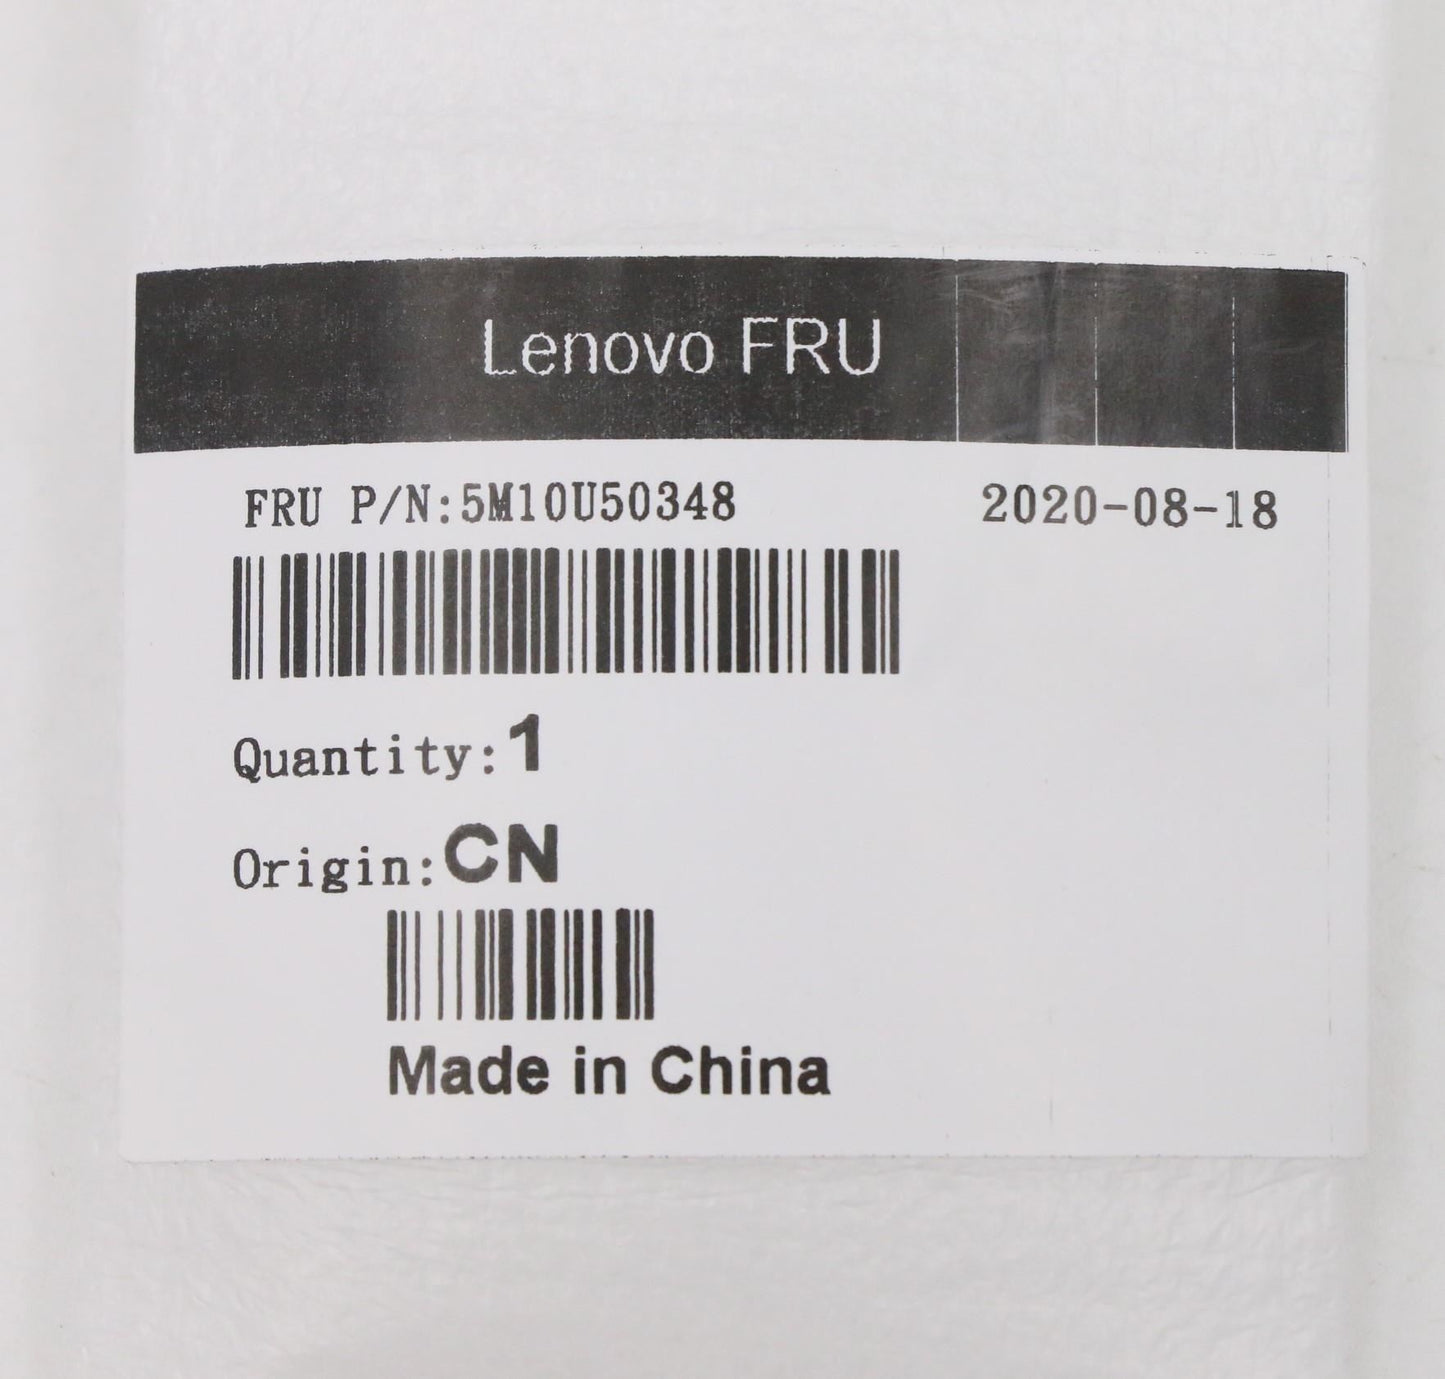 Lenovo FRU
FRU P/N:5M10U50348 2020-08-18
Quantity:1
Origin:CN
Made in China